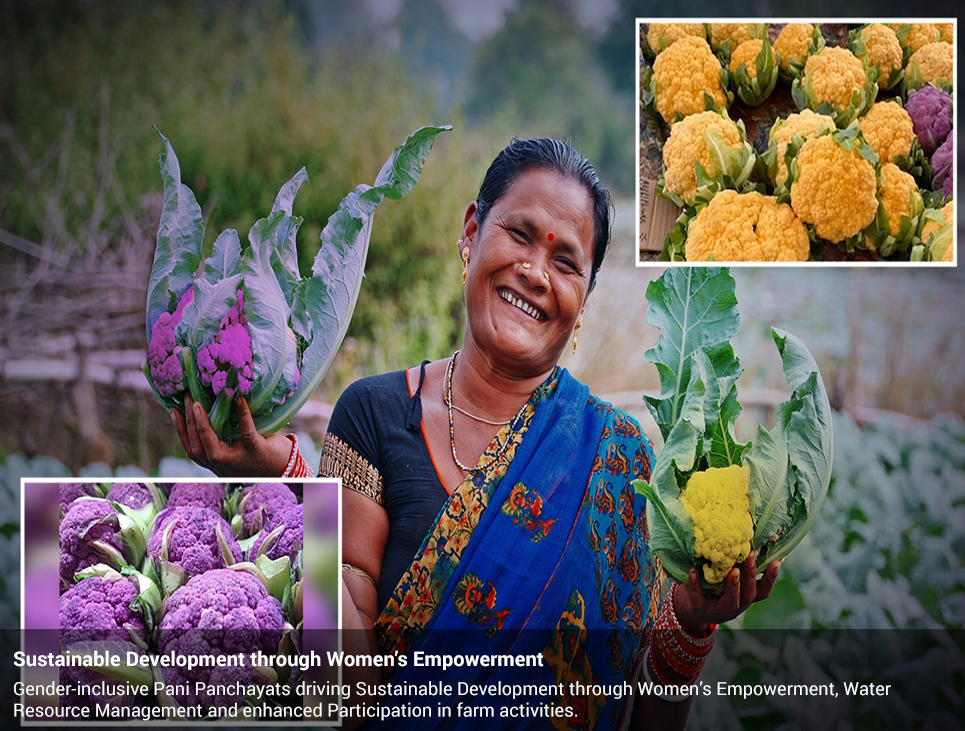 Sustainable Development through Women's Empowerment
Gender-inclusive Pani Panchayats driving Sustainable Development through Women's Empowerment, Water
Resource Management and enhanced Participation in farm activities.